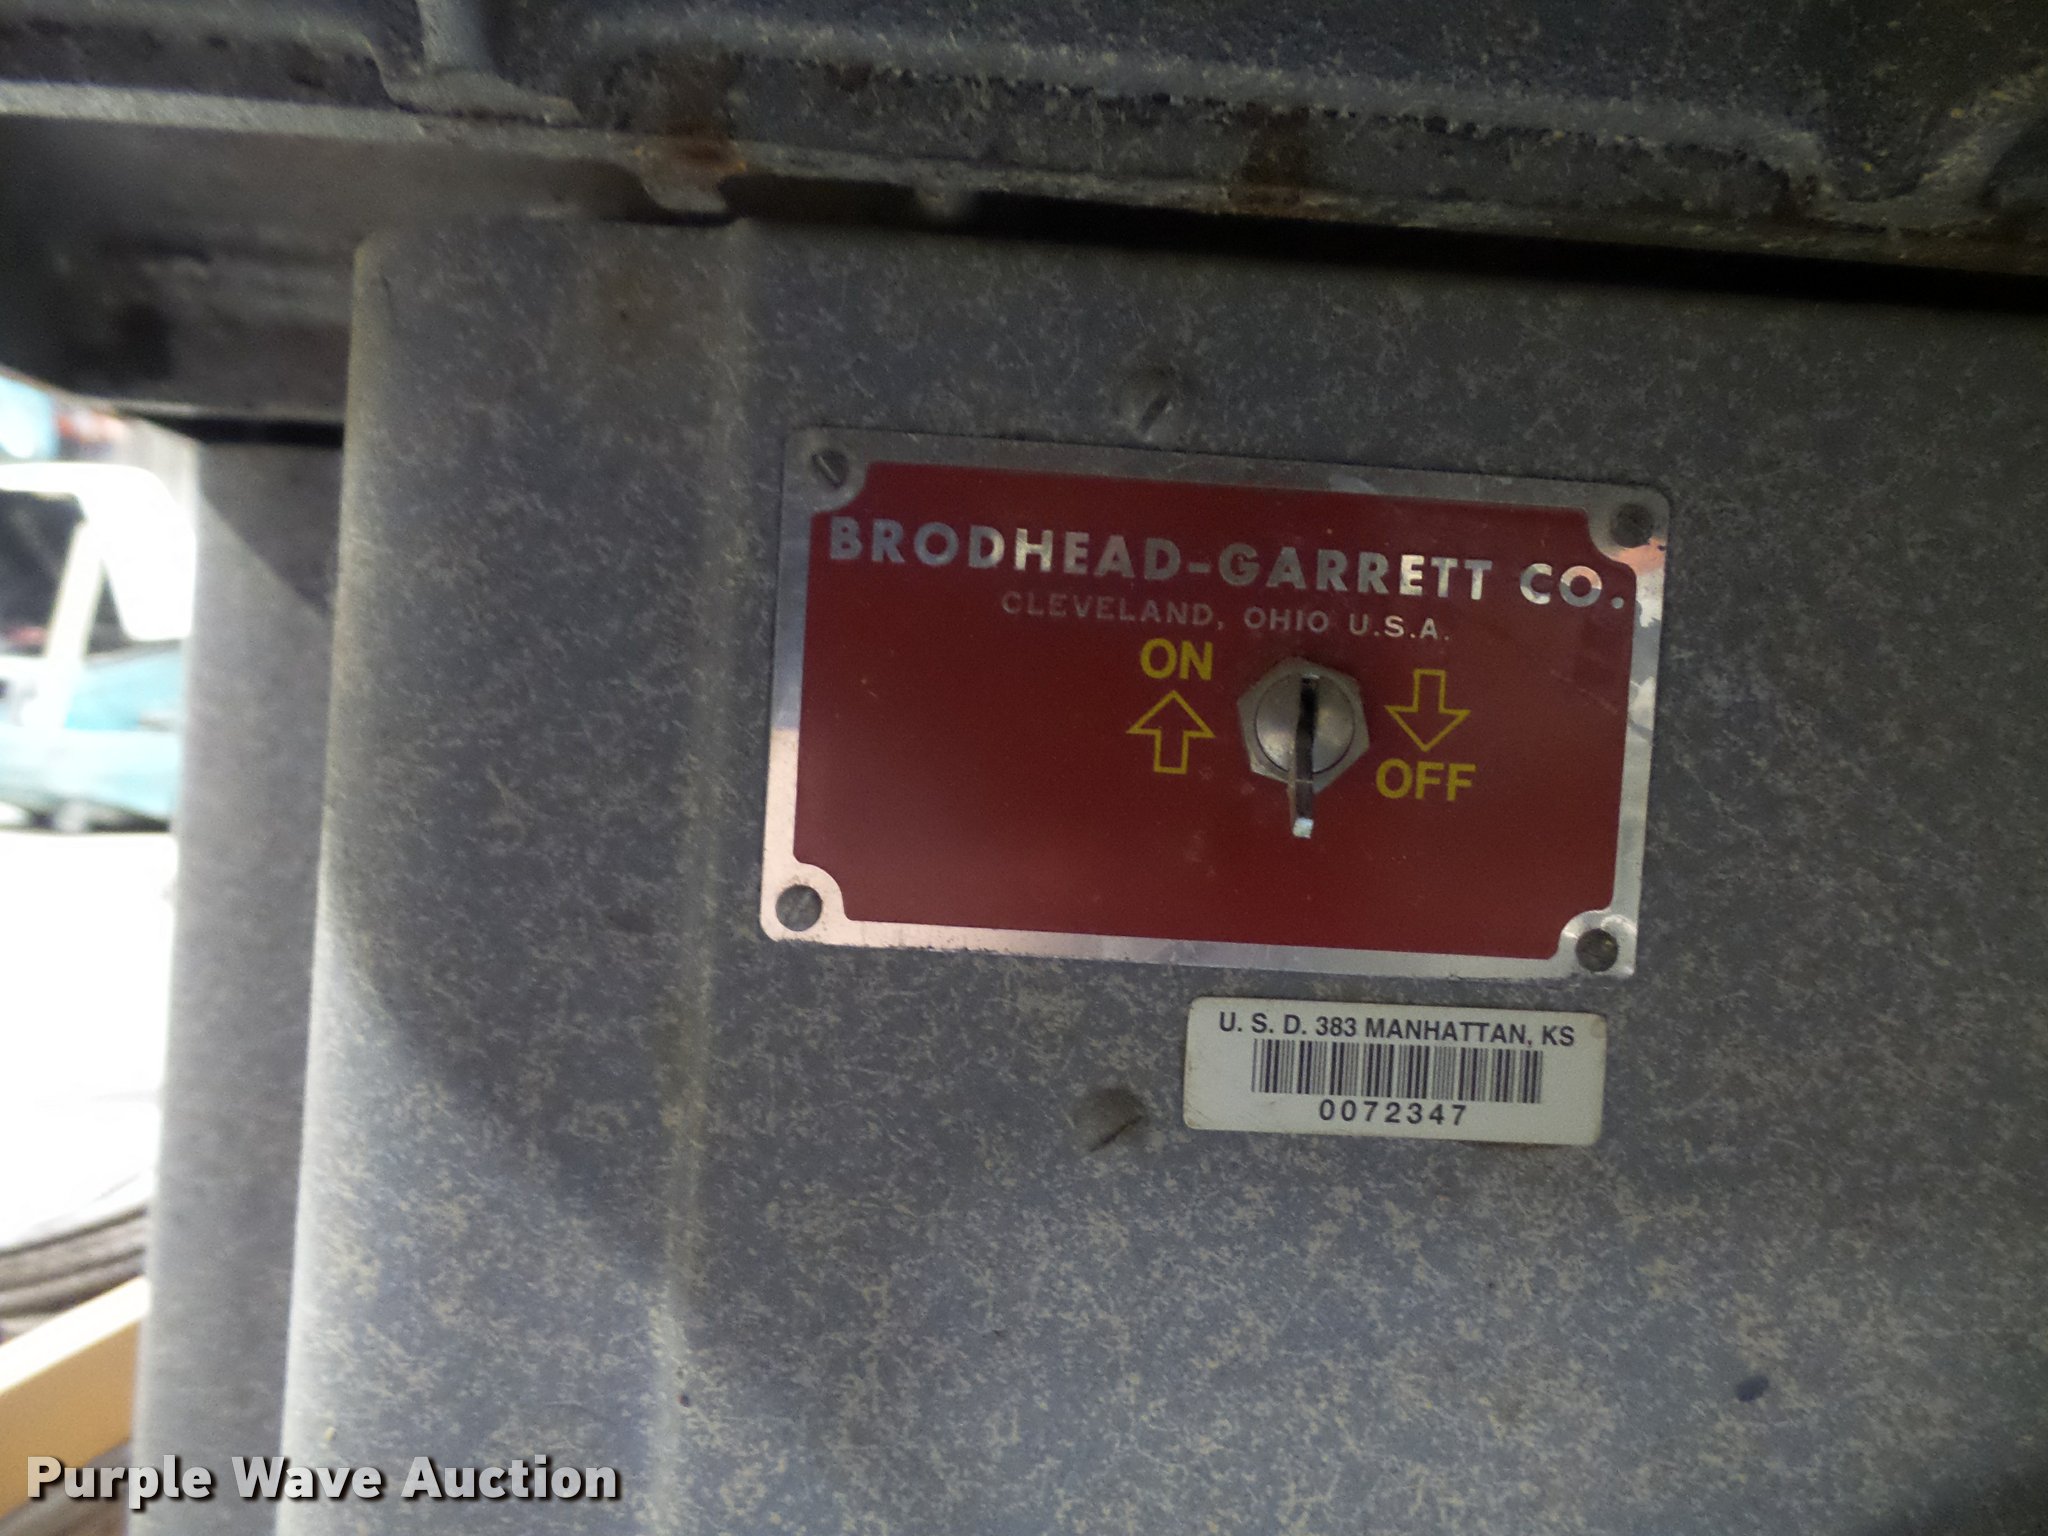 BRODHEAD-GARRETT CO.
CLEVELAND, OHIO U.S.A.
ON
OFF
U. S. D. 383 MANHATTAN, KS
0072347
Purple Wave Auction